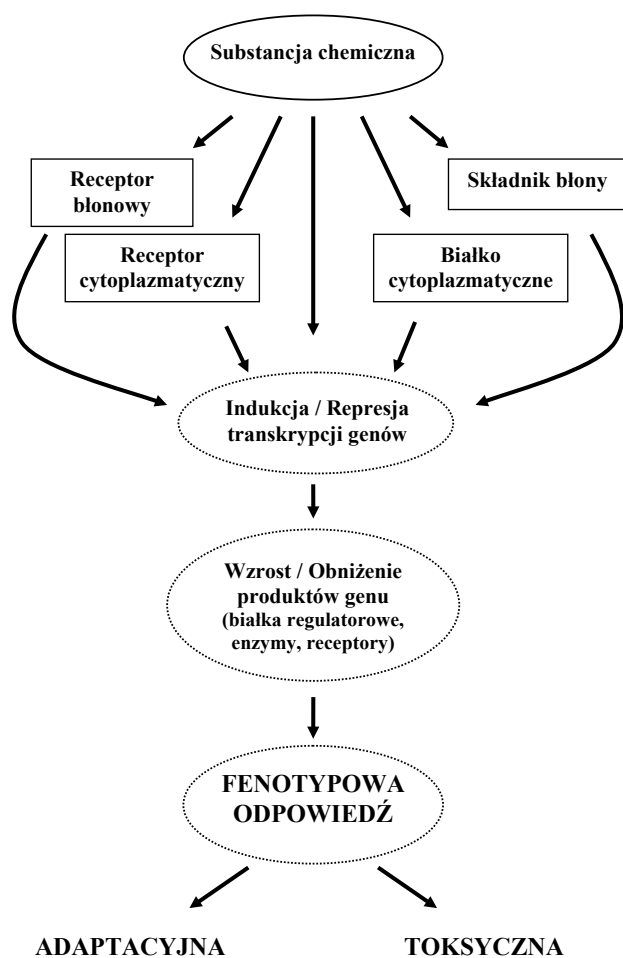 Substancja chemiczna
Receptor
błonowy
Składnik błony
Receptor
cytoplazmatyczny
Białko
cytoplazmatyczne
Indukcja / Represja
transkrypcji genów
Wzrost / Obniżenie
produktów genu
(białka regulatorowe,
enzymy, receptory)
FENOTYPOWA
ODPOWIEDŹ
ADAPTACYJNA
TOKSYCZNA